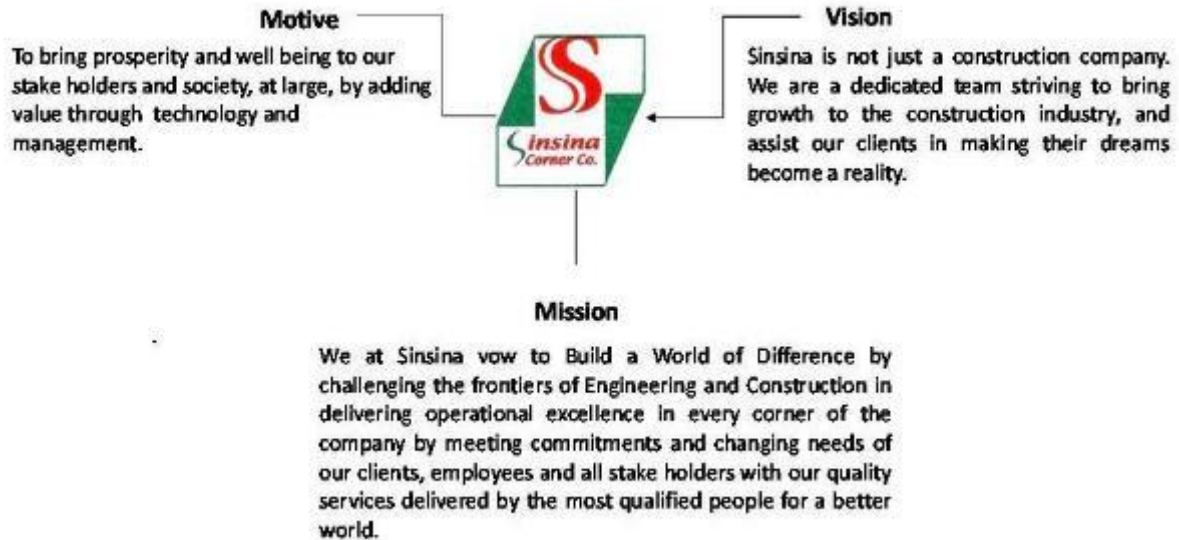 Motive
To bring prosperity and well being to our
stake holders and society, at large, by adding
value through technology and
management.
SS
Sinsina
Corner Co.
Vision
Sinsina is not just a construction company.
We are a dedicated team striving to bring
growth to the construction industry, and
assist our clients in making their dreams
become a reality.
Mission
We at Sinsina vow to Build a World of Difference by
challenging the frontiers of Engineering and Construction in
delivering operational excellence in every corner of the
company by meeting commitments and changing needs of
our clients, employees and all stake holders with our quality
services delivered by the most qualified people for a better
world.